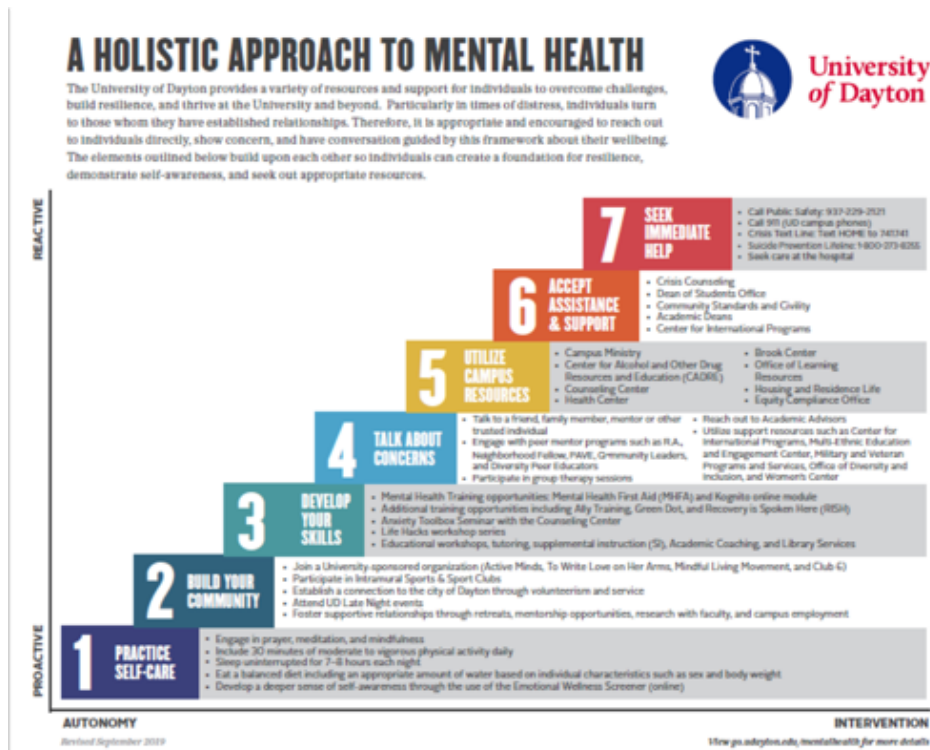 A HOLISTIC APPROACH TO MENTAL HEALTH
University
of Dayton
The University of Dayton provides a variety of resources and support for individuals to overcome challenges,
build resilience, and thrive at the University and beyond. Particularly in times of distress, individuals turn
to those whom they have established relationships. Therefore, it is appropriate and encouraged to reach out
to individuals directly, show concern, and have conversation guided by this framework about their wellbeing.
The elements outlined below build upon each other so individuals can create a foundation for resilience,
demonstrate self-awareness, and seek out appropriate resources.
REACTIVE
7
SEEK
IMMEDIATE
HELP
• Call Public Safety: 937-229-2121
• Call 911 (UD campus phones)
• Crisis Text Line: Text HOME to 741741
• Suicide Prevention Lifeline: 1-800-273-8255
• Seek care at the hospital
6
ACCEPT
ASSISTANCE
& SUPPORT
• Crisis Counseling
• Dean of Students Office
• Community Standards and Civility
• Academic Deans
• Center for International Programs
5
UTILIZE
CAMPUS
RESOURCES
• Campus Ministry
• Center for Alcohol and Other Drug
Resources and Education (CADRE)
• Counseling Center
• Health Center
• Brook Center
• Office of Learning
Resources
• Housing and Residence Life
• Equity Compliance Office
4
TALK ABOUT
CONCERNS
• Talk to a friend, family member, mentor or other
trusted individual
• Engage with peer mentor programs such as R.A.,
Neighborhood Fellow, PAVE, Community Leaders,
and Diversity Peer Educators
• Participate in group therapy sessions
• Reach out to Academic Advisors
• Utilize support resources such as Center for
International Programs, Multi-Ethnic Education
and Engagement Center, Military and Veteran
Programs and Services, Office of Diversity and
Inclusion, and Women's Center
3
DEVELOP
YOUR
SKILLS
• Mental Health Training opportunities: Mental Health First Aid (MHFA) and Kognito online module
• Additional training opportunities including Ally Training, Green Dot, and Recovery is Spoken Here (RISH)
• Anxiety Toolbox Seminar with the Counseling Center
• Life Hacks workshop series
• Educational workshops, tutoring, supplemental instruction (SI), Academic Coaching, and Library Services
2
BUILD YOUR
COMMUNITY
• Join a University-sponsored organization (Active Minds, To Write Love on Her Arms, Mindful Living Movement, and Club 6)
• Participate in Intramural Sports & Sport Clubs
• Establish a connection to the city of Dayton through volunteerism and service
• Attend UD Late Night events
• Foster supportive relationships through retreats, mentorship opportunities, research with faculty, and campus employment
PROACTIVE
1
PRACTICE
SELF-CARE
• Engage in prayer, meditation, and mindfulness
• Include 30 minutes of moderate to vigorous physical activity daily
• Sleep uninterrupted for 7-8 hours each night
• Eat a balanced diet including an appropriate amount of water based on individual characteristics such as sex and body weight
• Develop a deeper sense of self-awareness through the use of the Emotional Wellness Screener (online)
AUTONOMY
INTERVENTION
Revised September 2019
View go.udayton.edu/mentalhealth for more details